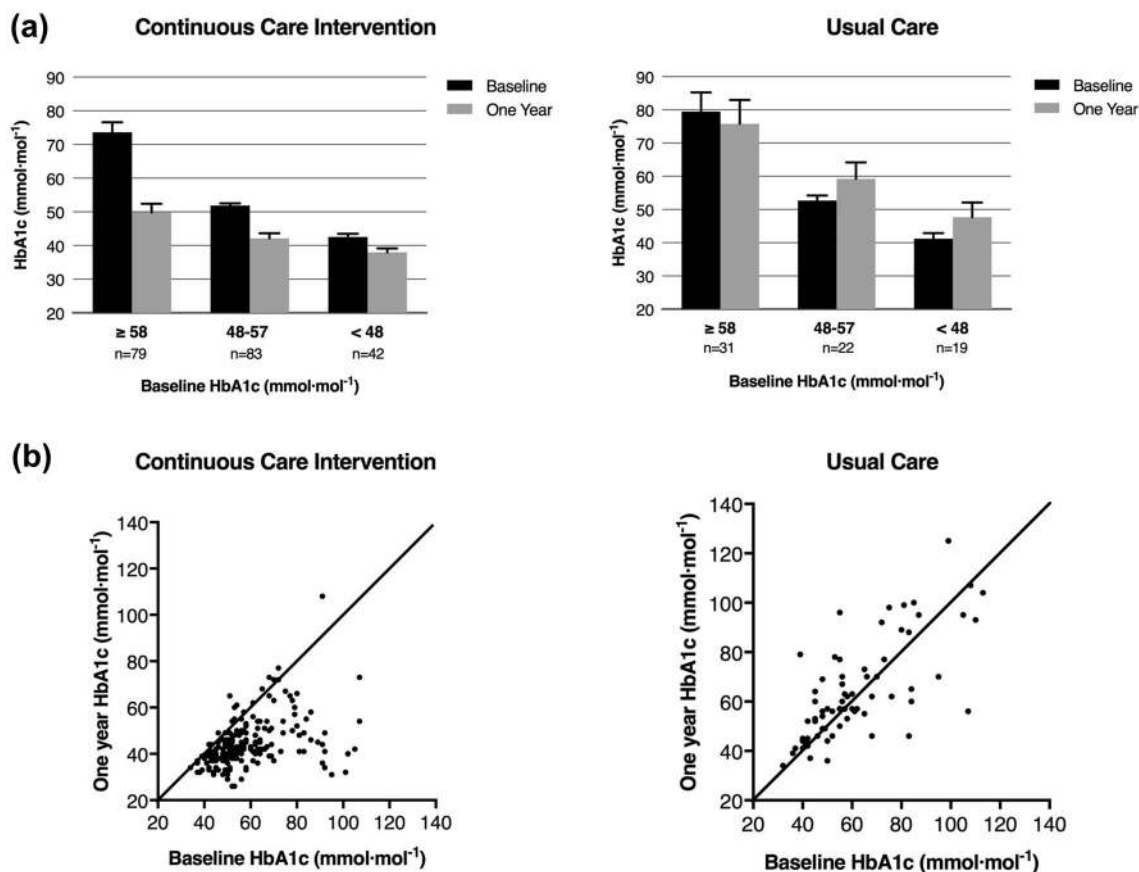 (a)
Continuous Care Intervention
HbA1c (mmol·mol⁻¹)
90
80
70
60
50
40
30
20
Baseline
One Year
≥ 58 48-57 < 48
n=79 n=83 n=42
Baseline HbA1c (mmol·mol⁻¹)
Usual Care
HbA1c (mmol·mol⁻¹)
90
80
70
60
50
40
30
20
Baseline
One Year
≥ 58 48-57 < 48
n=31 n=22 n=19
Baseline HbA1c (mmol·mol⁻¹)
(b)
Continuous Care Intervention
One year HbA1c (mmol·mol⁻¹)
140
120
100
80
60
40
20
20 40 60 80 100 120 140
Baseline HbA1c (mmol·mol⁻¹)
Usual Care
One year HbA1c (mmol·mol⁻¹)
140
120
100
80
60
40
20
20 40 60 80 100 120 140
Baseline HbA1c (mmol·mol⁻¹)